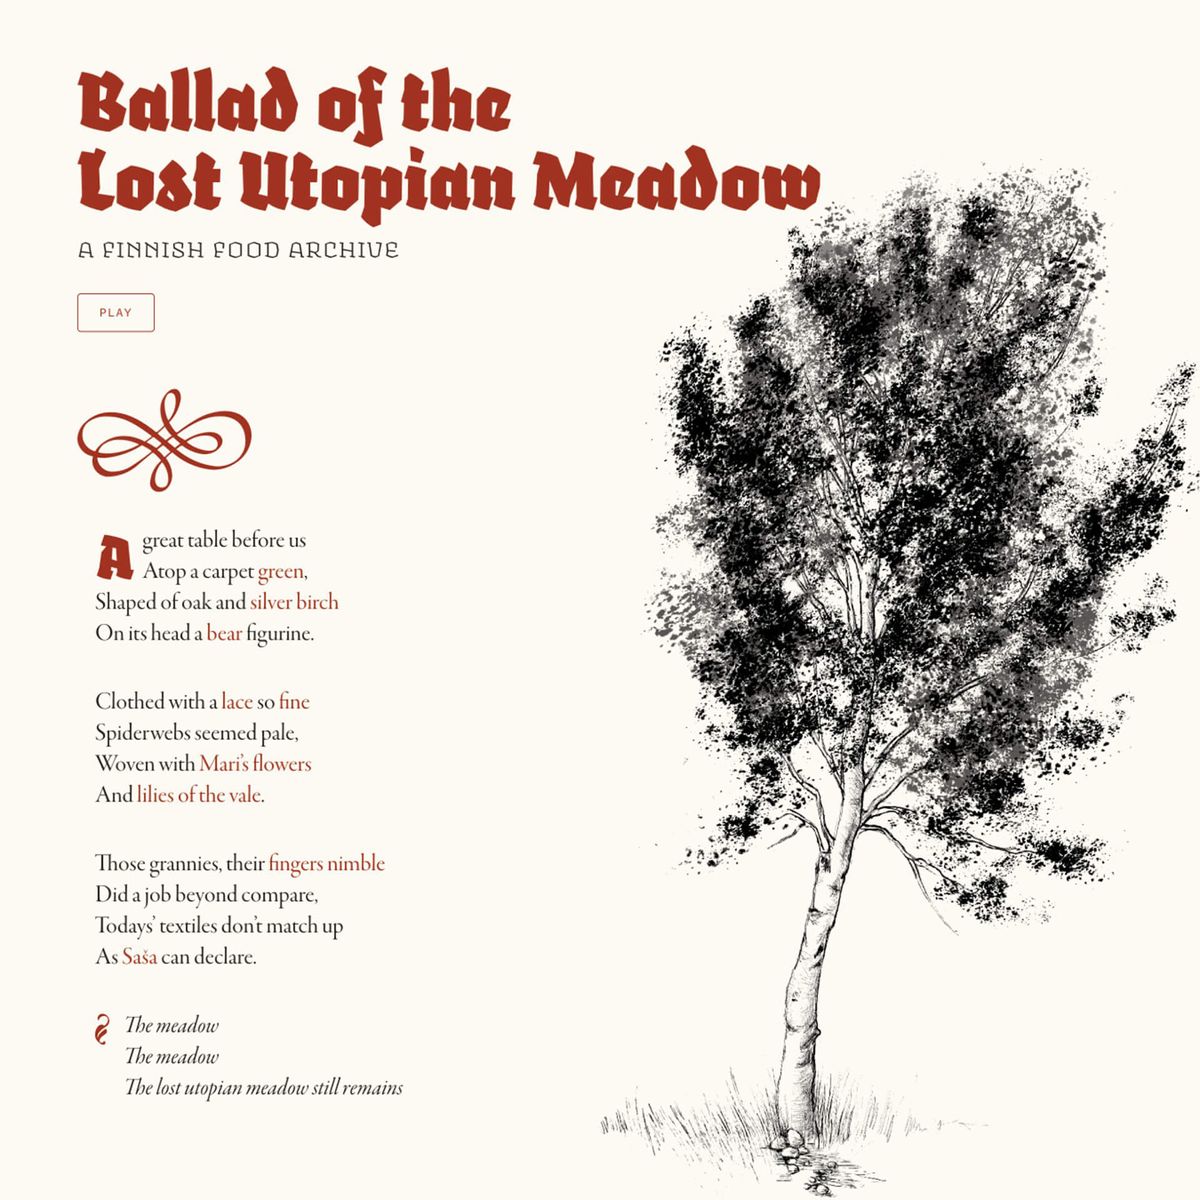 Ballad of the
Lost Utopian Meadow
A FINNISH FOOD ARCHIVE
PLAY
A great table before us
Atop a carpet green,
Shaped of oak and silver birch
On its head a bear figurine.
Clothed with a lace so fine
Spiderwebs seemed pale,
Woven with Mari's flowers
And lilies of the vale.
Those grannies, their fingers nimble
Did a job beyond compare,
Todays' textiles don't match up
As Saša can declare.
The meadow
The meadow
The lost utopian meadow still remains